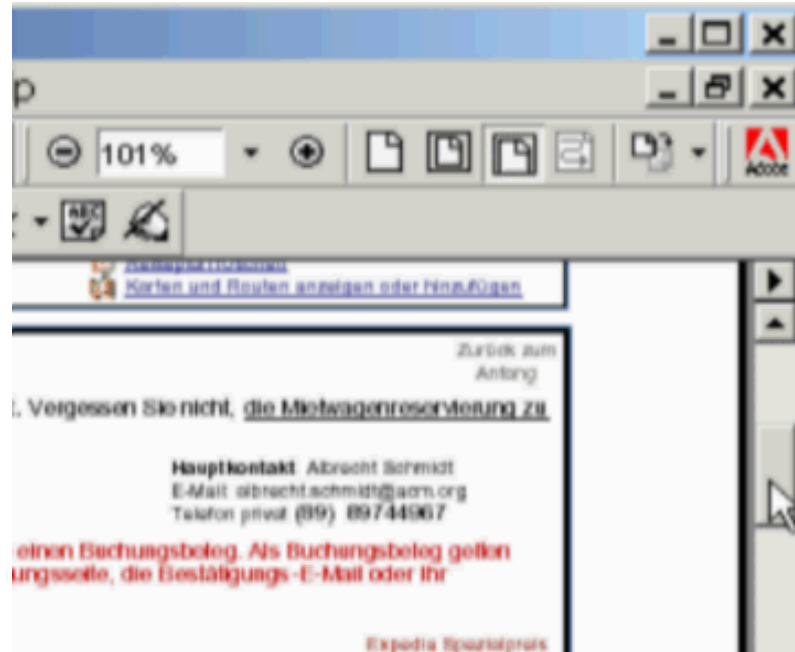 p
101%
Adobe
ABC
Karten und Routen anzeigen oder hinzufügen
Zurück zum
Anfang
. Vergessen Sie nicht, die Mietwagenreservierung zu
Hauptkontakt Albrecht Schmidt
E-Mail: albrecht.schmidt@acm.org
Telefon privat (89) 89744967
einen Buchungsbeleg. Als Buchungsbeleg gelten
ungsseite, die Bestätigungs-E-Mail oder Ihr
Expedia Spezialpreis